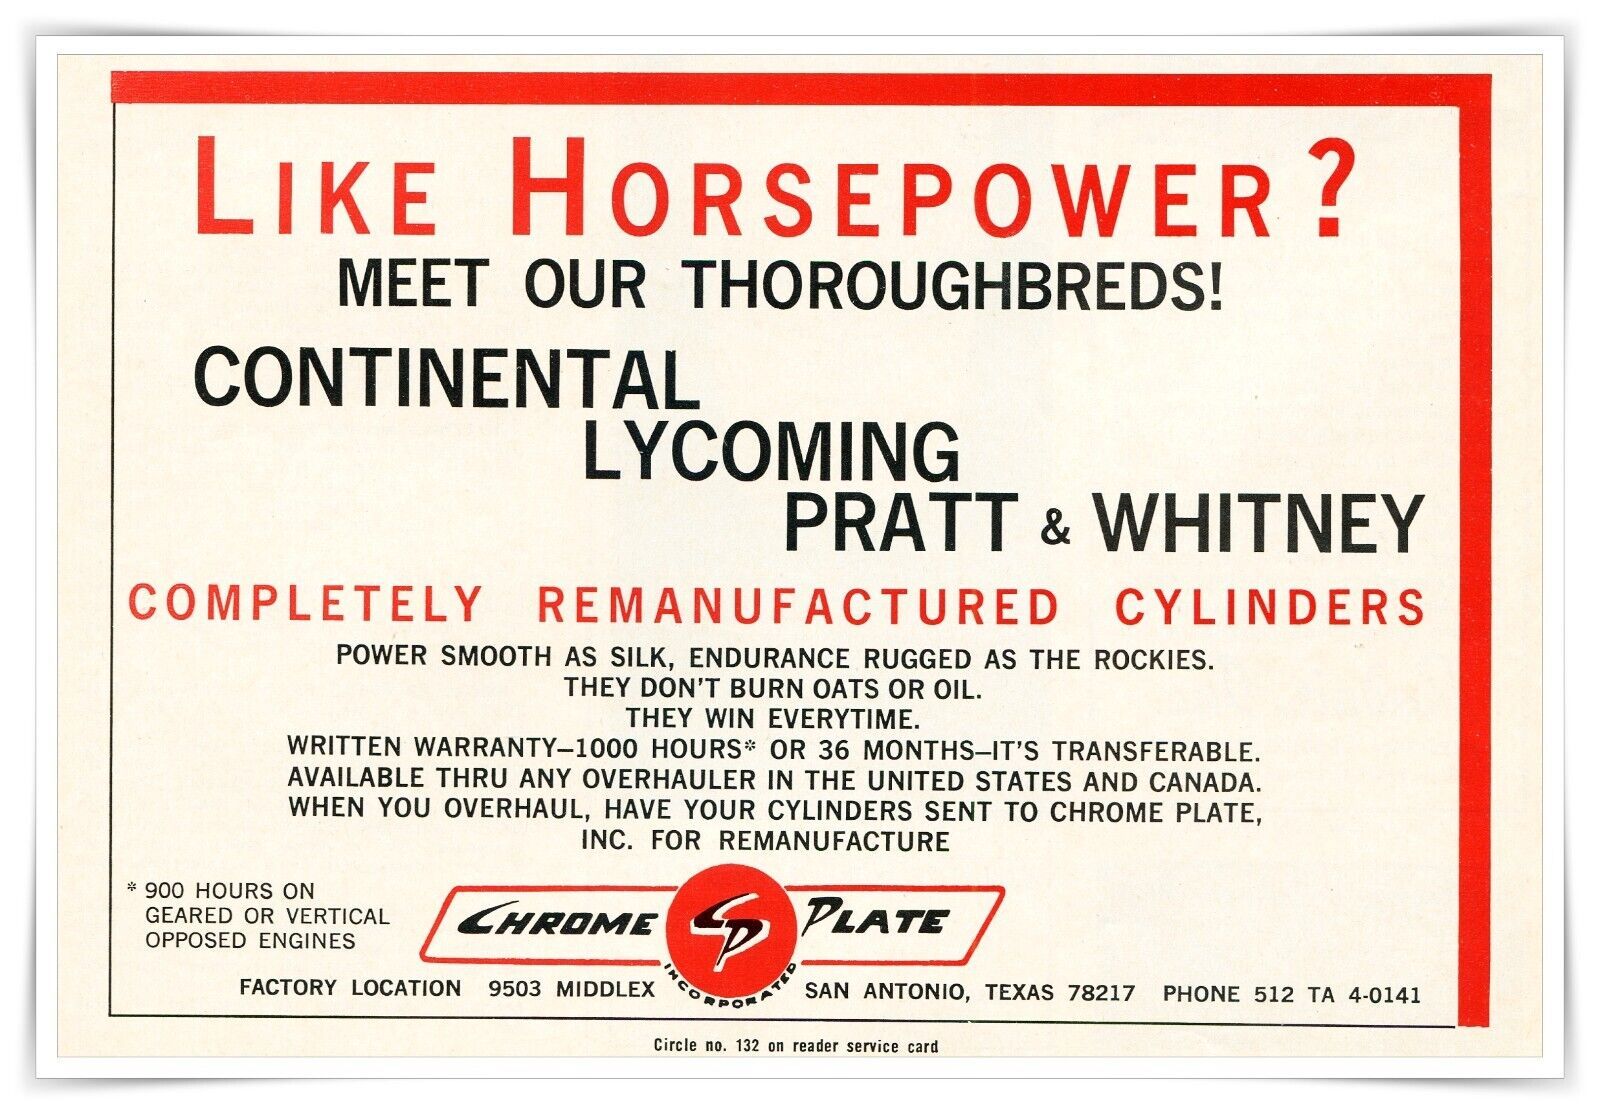 LIKE HORSEPOWER?
MEET OUR THOROUGHBREDS!
CONTINENTAL
LYCOMING
PRATT & WHITNEY
COMPLETELY REMANUFACTURED CYLINDERS
POWER SMOOTH AS SILK, ENDURANCE RUGGED AS THE ROCKIES.
THEY DON'T BURN OATS OR OIL.
THEY WIN EVERYTIME.
WRITTEN WARRANTY—1000 HOURS* OR 36 MONTHS—IT'S TRANSFERABLE.
AVAILABLE THRU ANY OVERHAULER IN THE UNITED STATES AND CANADA.
WHEN YOU OVERHAUL, HAVE YOUR CYLINDERS SENT TO CHROME PLATE,
INC. FOR REMANUFACTURE
* 900 HOURS ON
GEARED OR VERTICAL
OPPOSED ENGINES
CHROME CP PLATE
INCORPORATED
FACTORY LOCATION 9503 MIDDLEX SAN ANTONIO, TEXAS 78217 PHONE 512 TA 4-0141
Circle no. 132 on reader service card